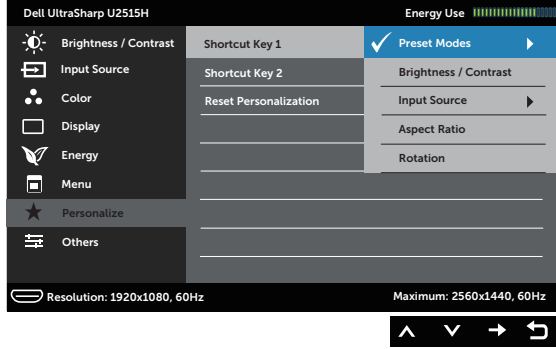 Dell UltraSharp U2515H
Energy Use
Brightness / Contrast
Input Source
Color
Display
Energy
Menu
Personalize
Others
Shortcut Key 1
Shortcut Key 2
Reset Personalization
Preset Modes
Brightness / Contrast
Input Source
Aspect Ratio
Rotation
Resolution: 1920x1080, 60Hz
Maximum: 2560x1440, 60Hz